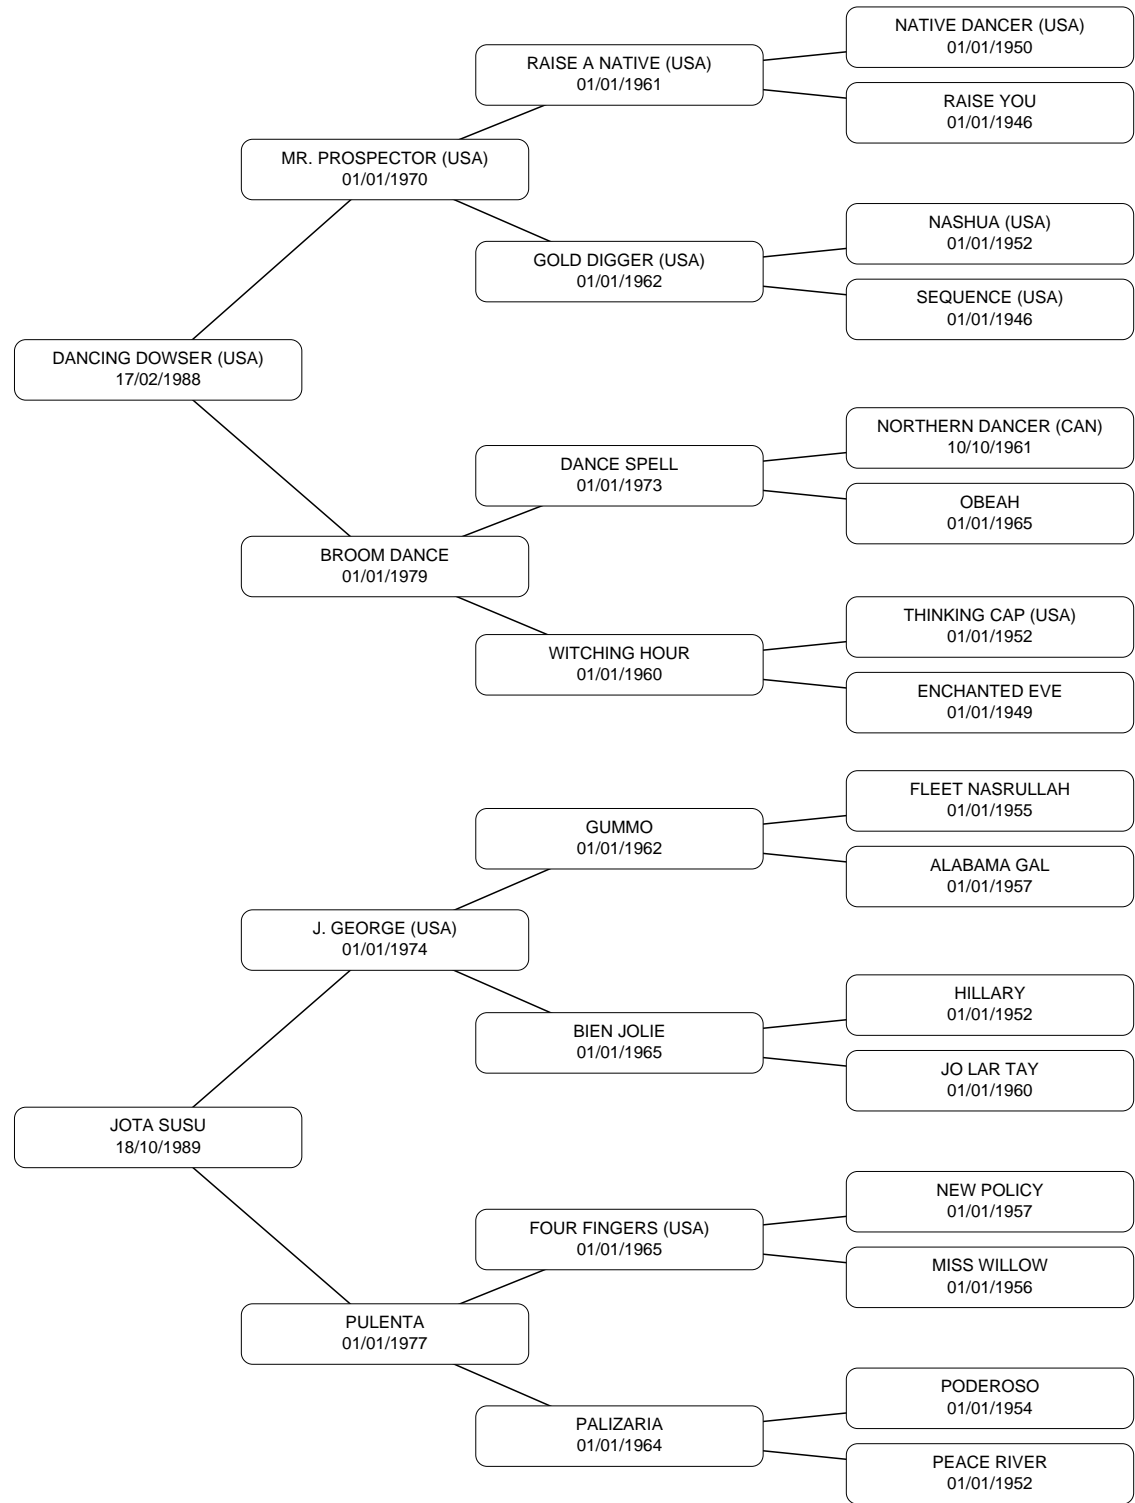 NATIVE DANCER (USA)
01/01/1950
RAISE A NATIVE (USA)
01/01/1961
RAISE YOU
01/01/1946
MR. PROSPECTOR (USA)
01/01/1970
NASHUA (USA)
01/01/1952
GOLD DIGGER (USA)
01/01/1962
SEQUENCE (USA)
01/01/1946
DANCING DOWSER (USA)
17/02/1988
NORTHERN DANCER (CAN)
10/10/1961
DANCE SPELL
01/01/1973
OBEAH
01/01/1965
BROOM DANCE
01/01/1979
THINKING CAP (USA)
01/01/1952
WITCHING HOUR
01/01/1960
ENCHANTED EVE
01/01/1949
FLEET NASRULLAH
01/01/1955
GUMMO
01/01/1962
ALABAMA GAL
01/01/1957
J. GEORGE (USA)
01/01/1974
HILLARY
01/01/1952
BIEN JOLIE
01/01/1965
JO LAR TAY
01/01/1960
JOTA SUSU
18/10/1989
NEW POLICY
01/01/1957
FOUR FINGERS (USA)
01/01/1965
MISS WILLOW
01/01/1956
PULENTA
01/01/1977
PODEROSO
01/01/1954
PALIZARIA
01/01/1964
PEACE RIVER
01/01/1952